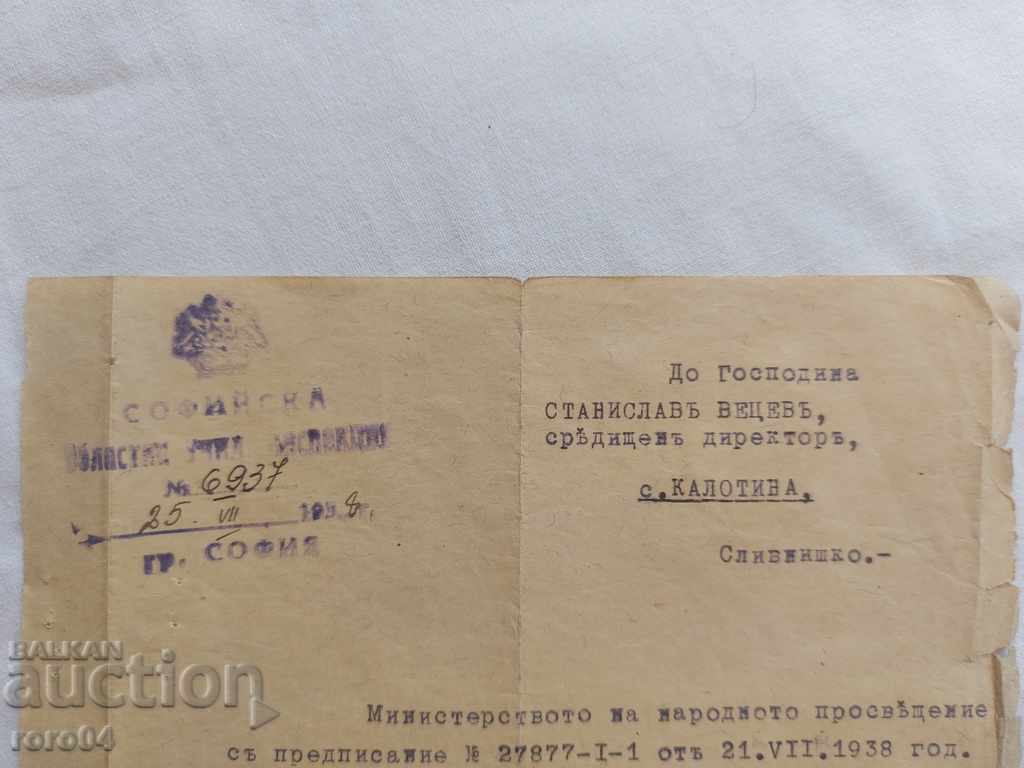 СОФИЙСКА
ОБЛАСТНА УЧИЛ. ИНСПЕКЦИЯ
№ 6937
25. VII 1938 г.
ГР. СОФИЯ
До Господина
СТАНИСЛАВЪ ВЕЦЕВЪ,
срѣдищенъ директоръ,
с.КАЛОТИНА,
Сливнишко.-
Министерството на народното просвѣщение
съ предписание № 27877-I-1 отъ 21.VII.1938 год.
BALKAN
auction
roro04